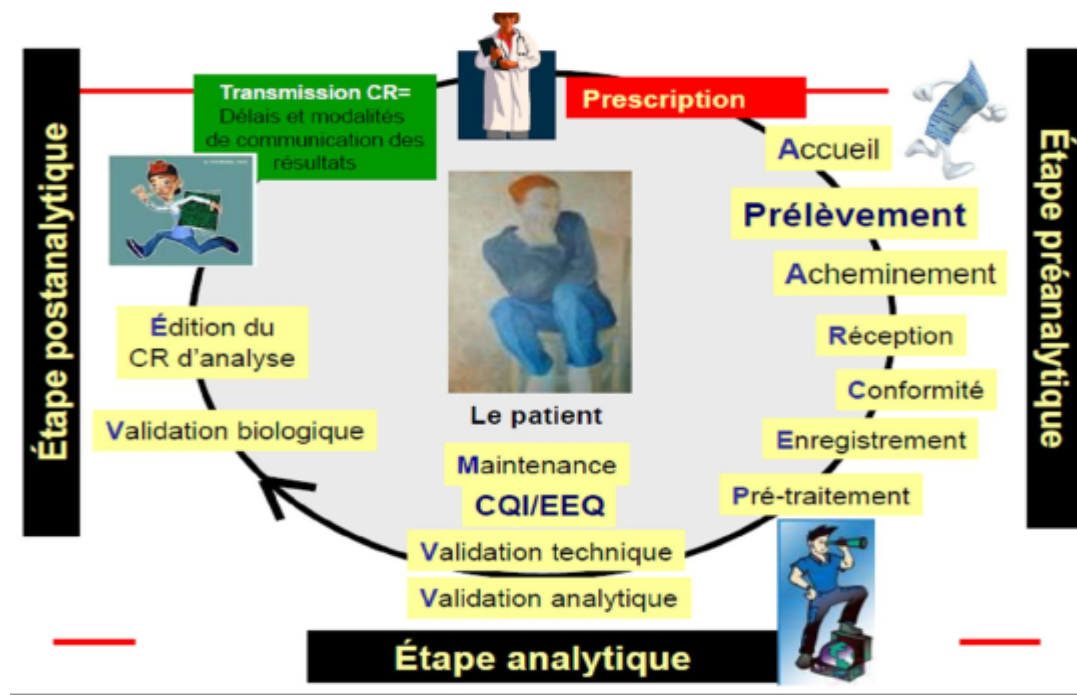 Étape postanalytique
Transmission CR=
Délais et modalités
de communication des
résultats
Prescription
Accueil
Prélèvement
Acheminement
Réception
Conformité
Enregistrement
Pré-traitement
Étape préanalytique
Édition du
CR d'analyse
Validation biologique
Le patient
Maintenance
CQI/EEQ
Validation technique
Validation analytique
Étape analytique